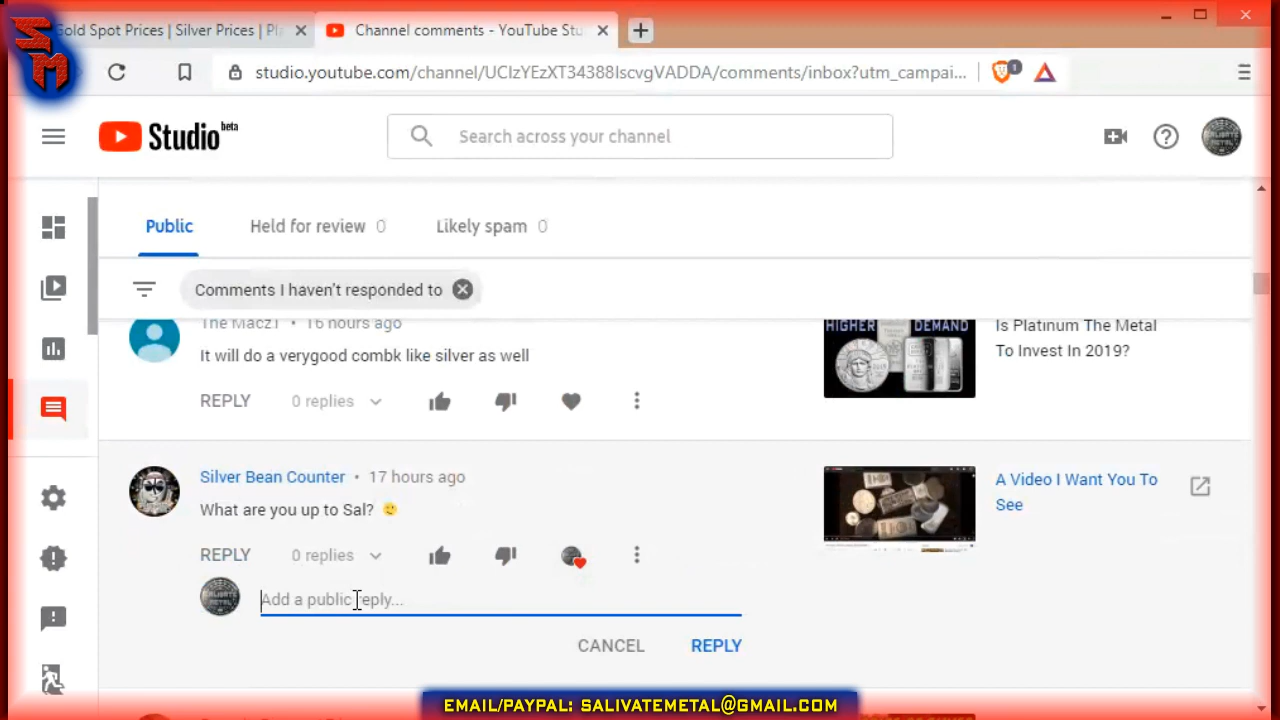 SM
Gold Spot Prices | Silver Prices | Pl
Channel comments - YouTube Stu
studio.youtube.com/channel/UCIzYEzXT34388IscvgVADDA/comments/inbox?utm_campai...
1
Studio beta
Search across your channel
Public
Held for review 0
Likely spam 0
Comments I haven't responded to
The Macz1 • 16 hours ago
It will do a verygood combk like silver as well
REPLY
0 replies
HIGHER DEMAND
Is Platinum The Metal
To Invest In 2019?
Silver Bean Counter • 17 hours ago
What are you up to Sal?
REPLY
0 replies
A Video I Want You To
See
Add a public reply...
CANCEL
REPLY
EMAIL/PAYPAL: SALIVATEMETAL@GMAIL.COM